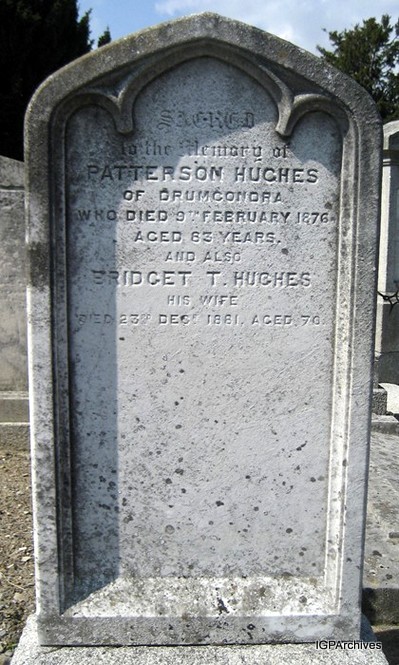 SACRED
to the Memory of
PATTERSON HUGHES
OF DRUMCONDRA
WHO DIED 9TH FEBRUARY 1876
AGED 63 YEARS.
AND ALSO
BRIDGET T. HUGHES
HIS WIFE
DIED 23RD DECR 1881, AGED 70.
IGPArchives